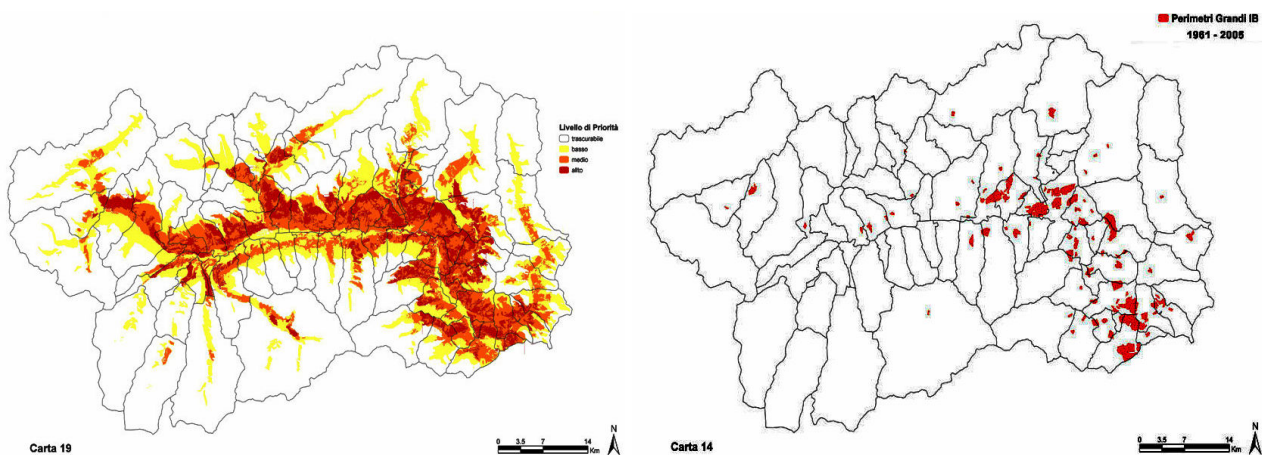 Livello di Priorità
trascurabile
basso
medio
alto
Carta 19
0 3.5 7 14
Km
N
Perimetri Grandi IB
1961 - 2005
Carta 14
0 3.5 7 14
Km
N